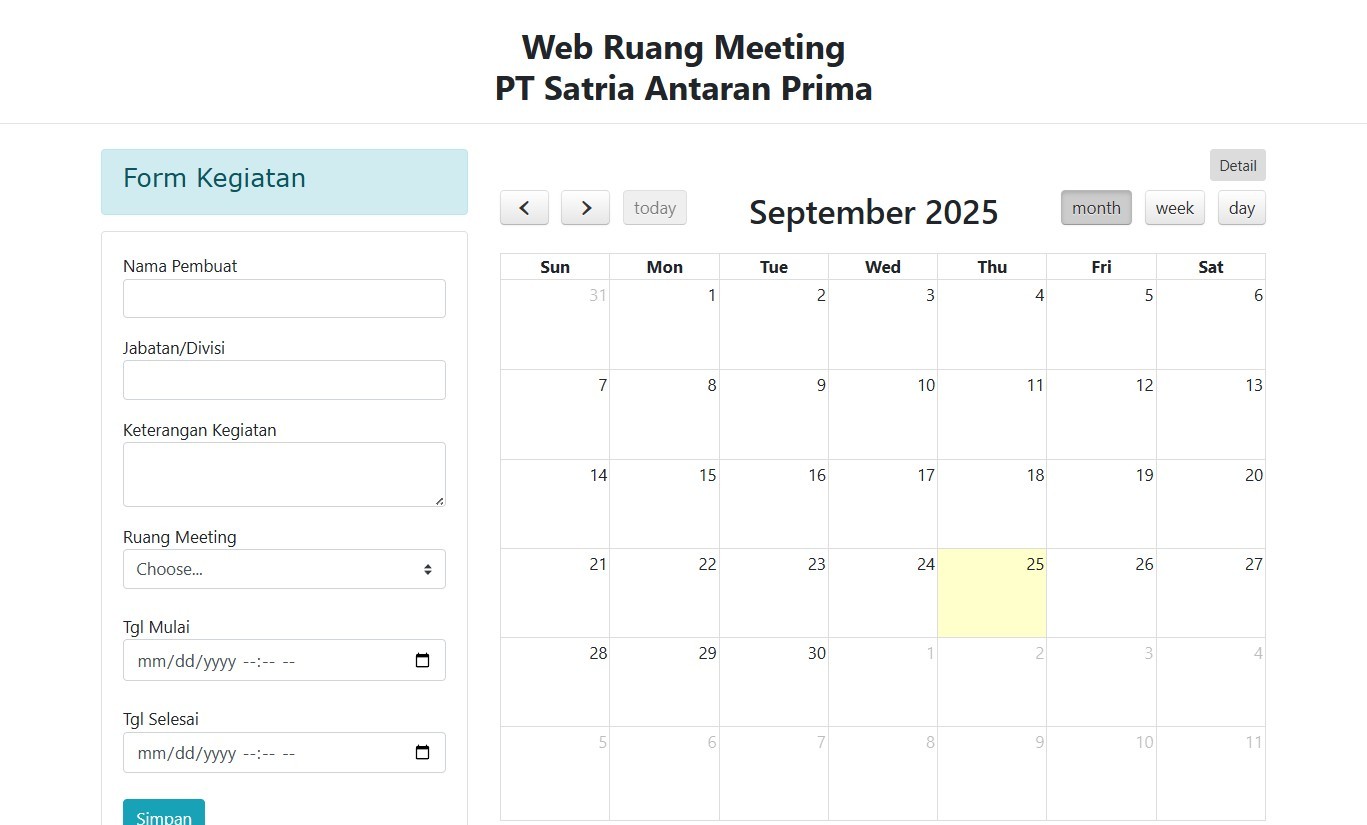 Web Ruang Meeting
PT Satria Antaran Prima
Form Kegiatan
Nama Pembuat
Jabatan/Divisi
Keterangan Kegiatan
Ruang Meeting
Choose...
Tgl Mulai
mm/dd/yyyy --:-- --
Tgl Selesai
mm/dd/yyyy --:-- --
Simpan
Detail
today September 2025 month week day
Sun Mon Tue Wed Thu Fri Sat
31 1 2 3 4 5 6
7 8 9 10 11 12 13
14 15 16 17 18 19 20
21 22 23 24 25 26 27
28 29 30 1 2 3 4
5 6 7 8 9 10 11